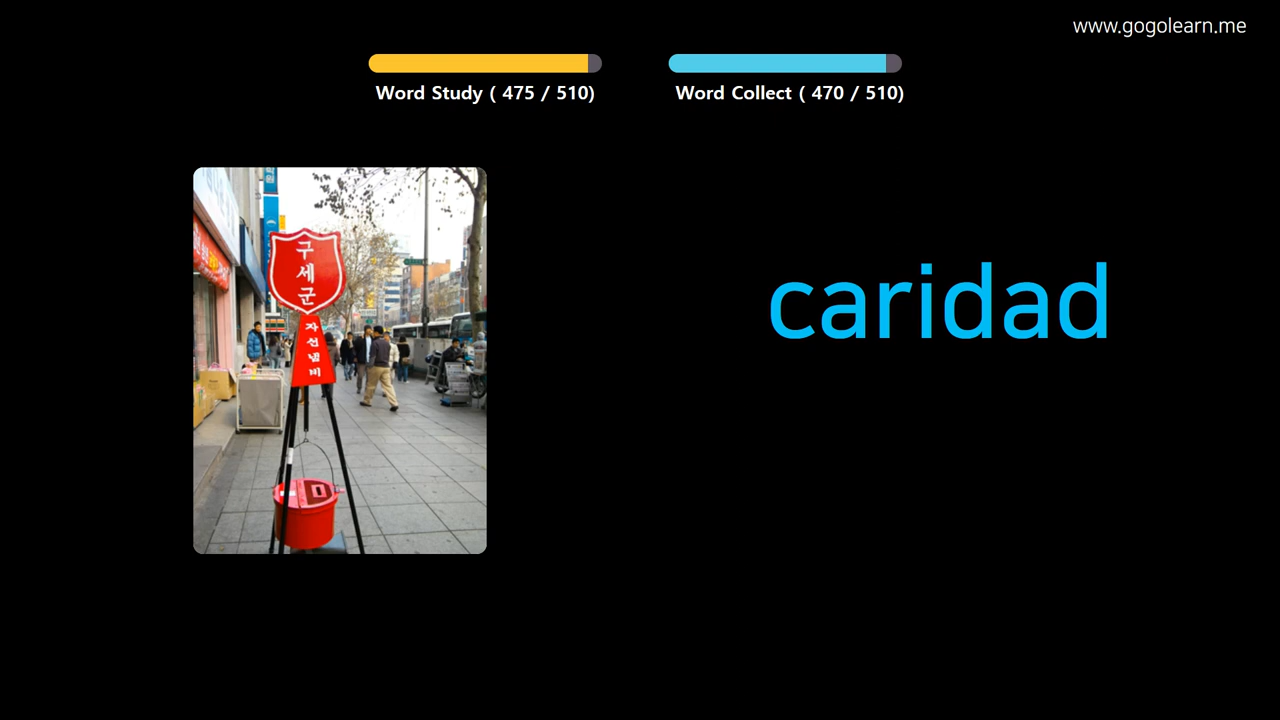 www.gogolearn.me
Word Study ( 475 / 510)
Word Collect ( 470 / 510)
구
세
군
자
선
냄
비
caridad